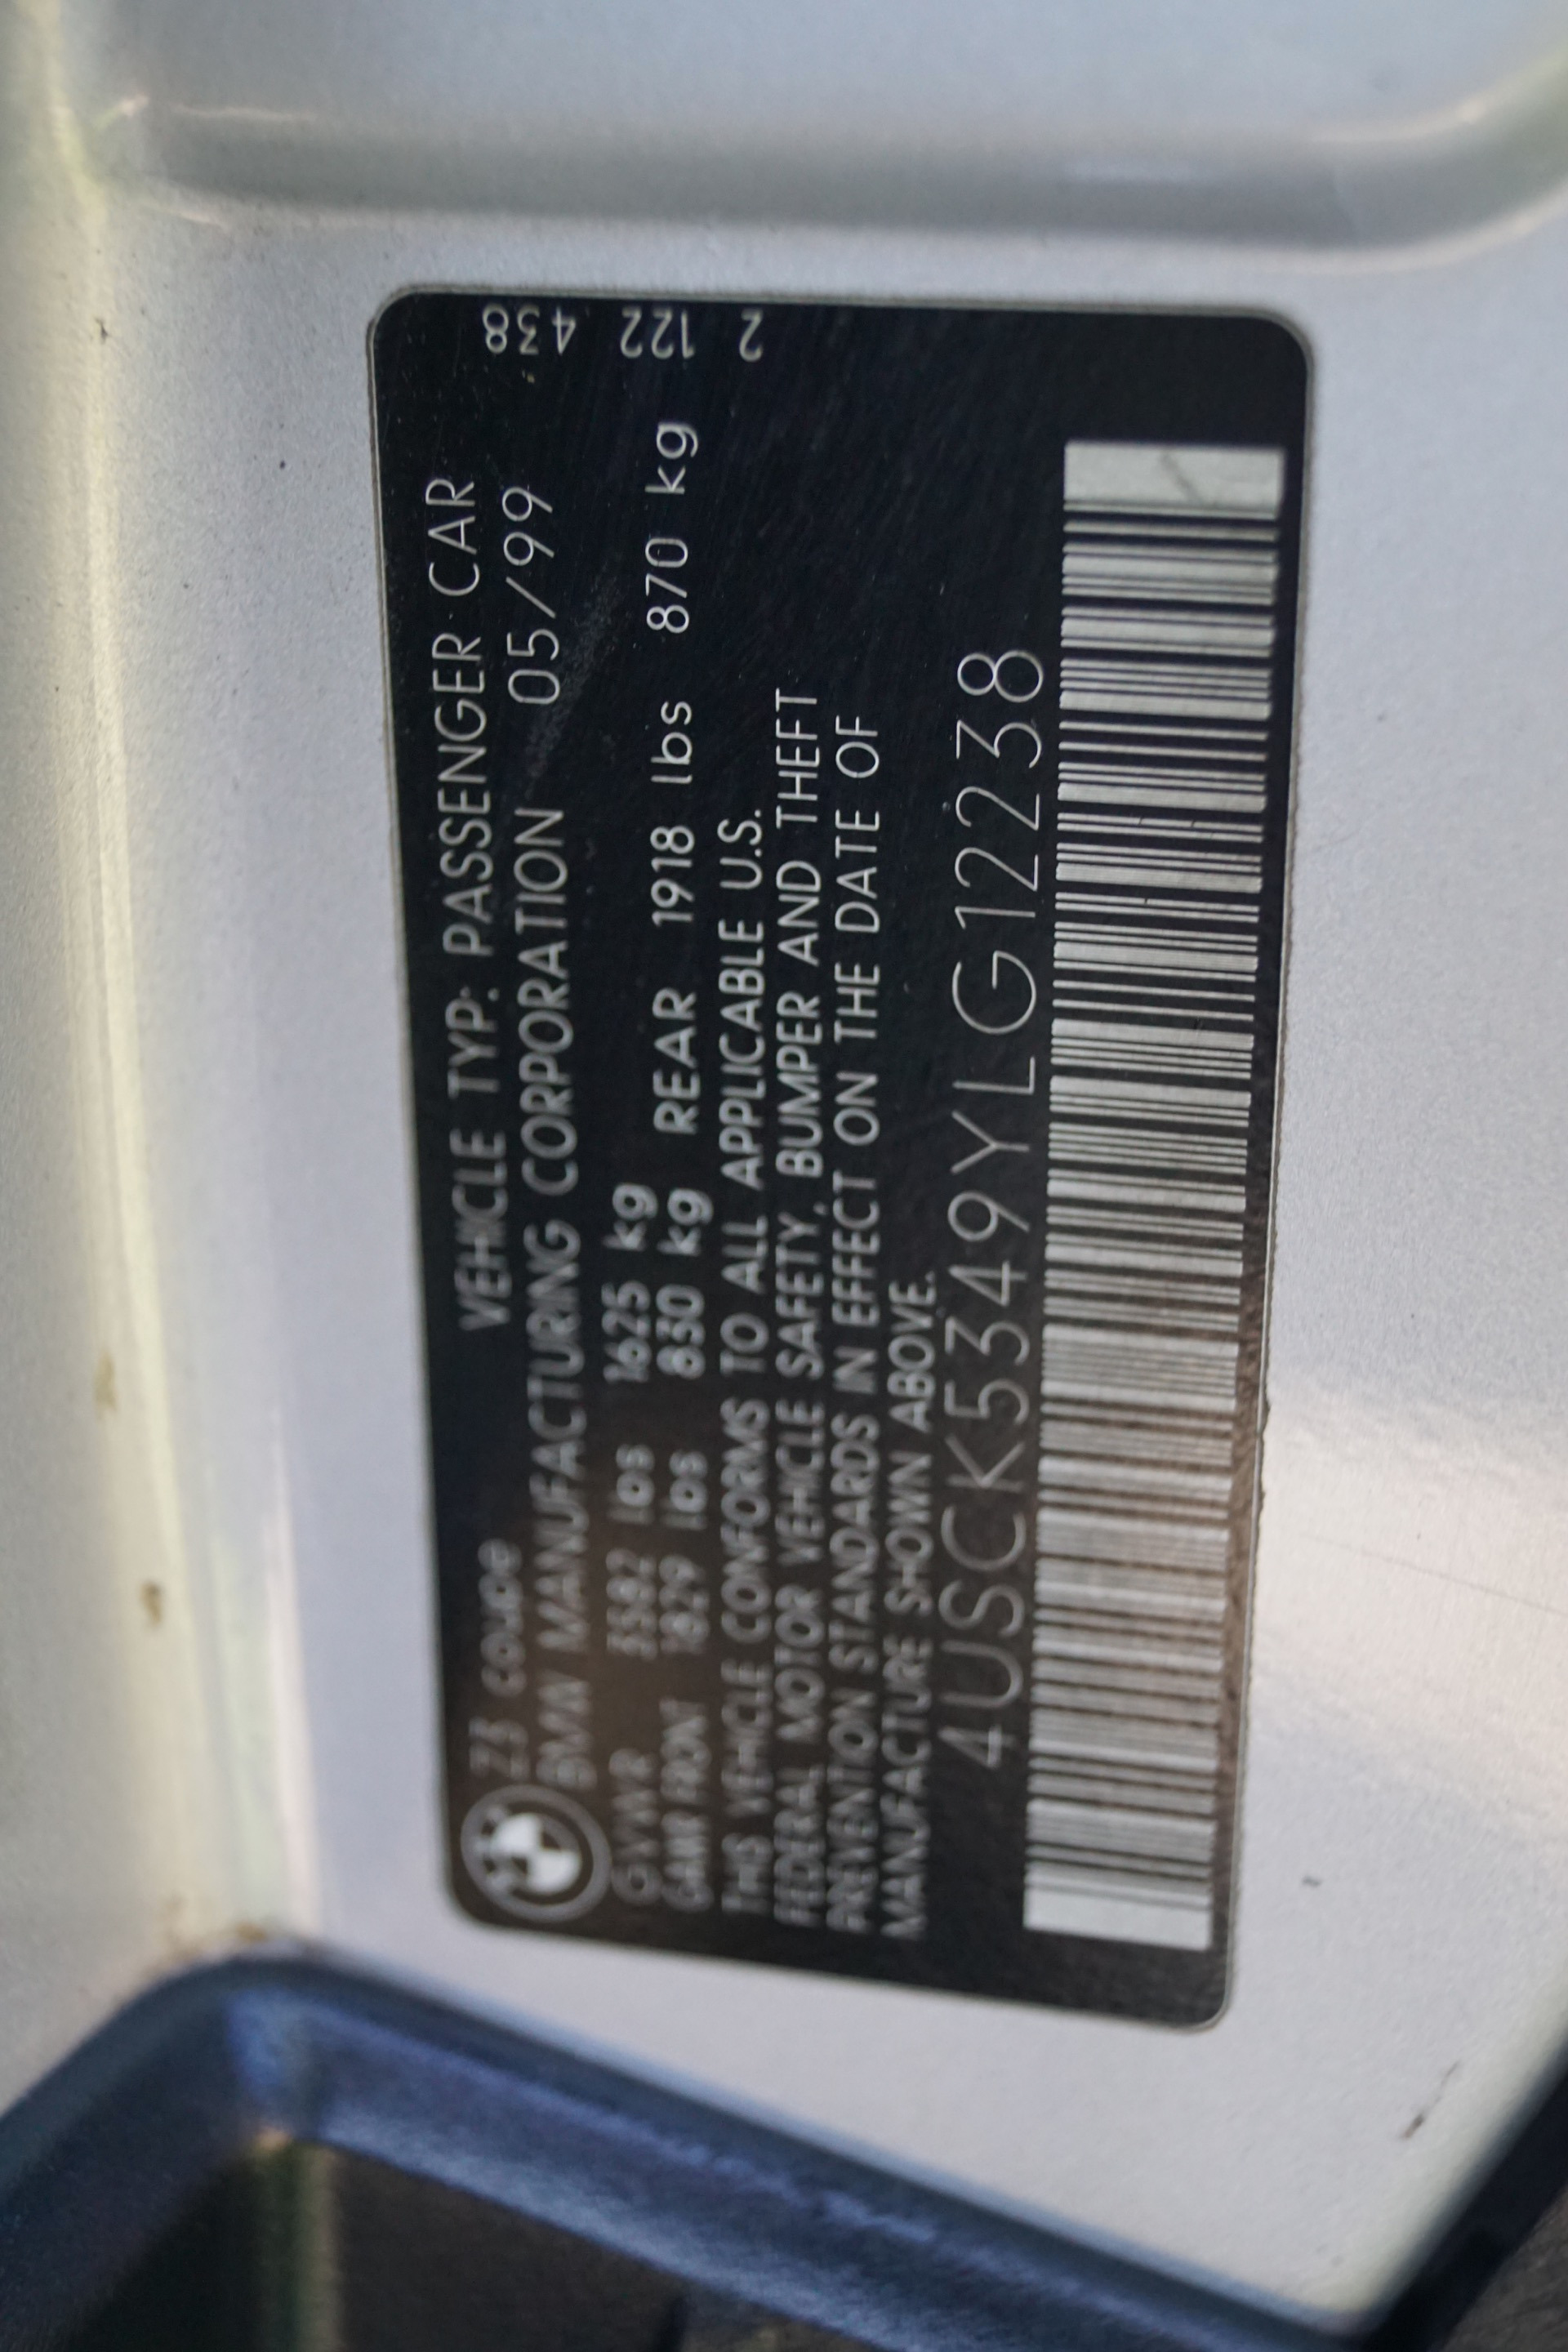 Z3 coupe VEHICLE TYP: PASSENGER CAR
BMW MANUFACTURING CORPORATION 05/99
GVWR 3582 lbs 1625 kg
GAWR FRONT 1829 lbs 830 kg REAR 1918 lbs 870 kg
THIS VEHICLE CONFORMS TO ALL APPLICABLE U.S.
FEDERAL MOTOR VEHICLE SAFETY, BUMPER AND THEFT
PREVENTION STANDARDS IN EFFECT ON THE DATE OF
MANUFACTURE SHOWN ABOVE.
4USCK5349YLG12238
2 122 438